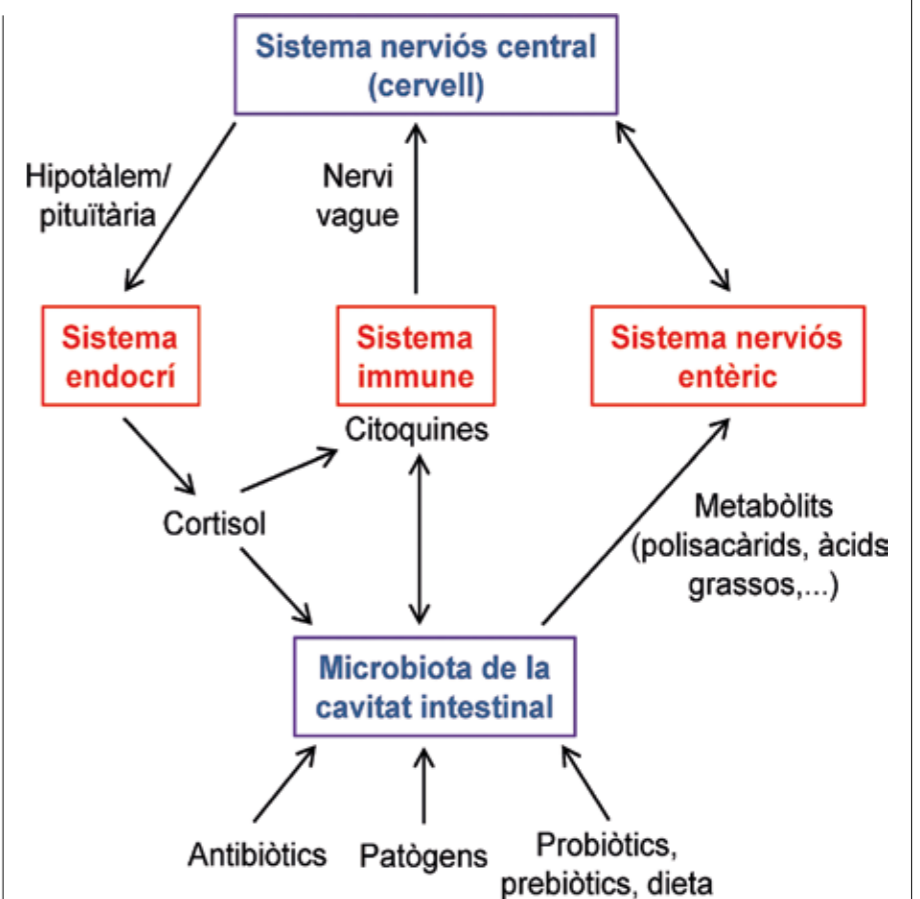 Sistema nerviós central
(cervell)
Hipotàlem/
pituïtària
Nervi
vague
Sistema
endocrí
Sistema
immune
Sistema nerviós
entèric
Citoquines
Cortisol
Metabòlits
(polisacàrids, àcids
grassos,...)
Microbiota de la
cavitat intestinal
Antibiòtics
Patògens
Probiòtics,
prebiòtics, dieta